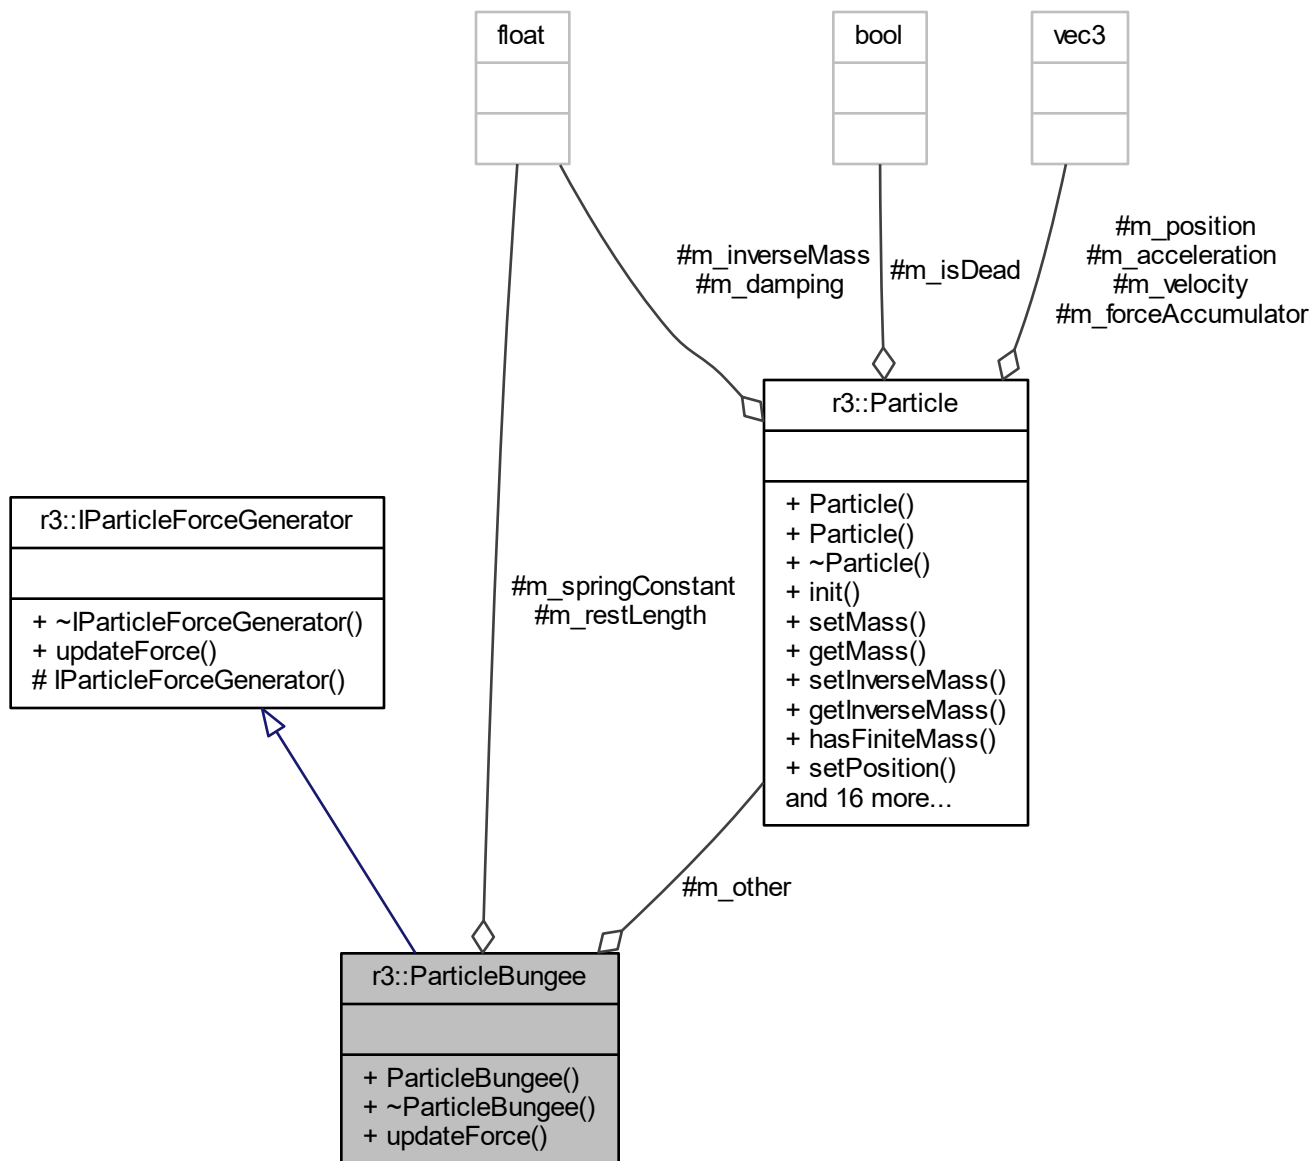 float
bool
vec3
#m_position
#m_acceleration
#m_velocity
#m_forceAccumulator
#m_inverseMass
#m_damping
#m_isDead
r3::Particle
+ Particle()
+ Particle()
+ ~Particle()
+ init()
+ setMass()
+ getMass()
+ setInverseMass()
+ getInverseMass()
+ hasFiniteMass()
+ setPosition()
and 16 more...
r3::IParticleForceGenerator
+ ~IParticleForceGenerator()
+ updateForce()
# IParticleForceGenerator()
#m_springConstant
#m_restLength
#m_other
r3::ParticleBungee
+ ParticleBungee()
+ ~ParticleBungee()
+ updateForce()